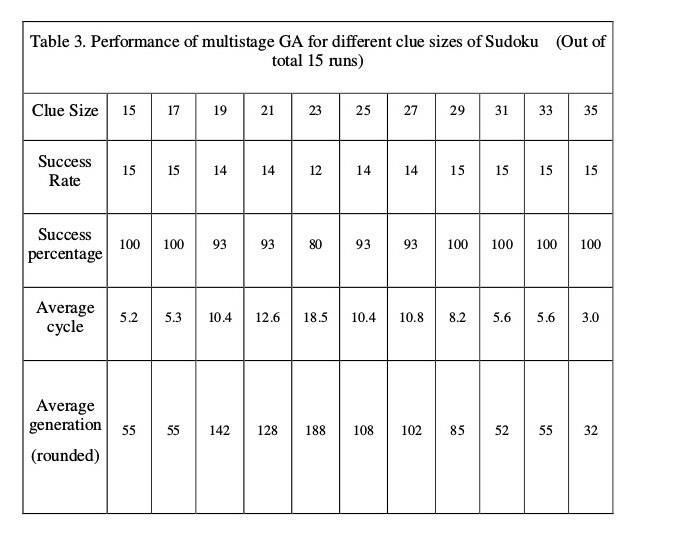 Table 3. Performance of multistage GA for different clue sizes of Sudoku (Out of
total 15 runs)
Clue Size 15 17 19 21 23 25 27 29 31 33 35
Success
Rate 15 15 14 14 12 14 14 15 15 15 15
Success
percentage 100 100 93 93 80 93 93 100 100 100 100
Average
cycle 5.2 5.3 10.4 12.6 18.5 10.4 10.8 8.2 5.6 5.6 3.0
Average
generation 55 55 142 128 188 108 102 85 52 55 32
(rounded)